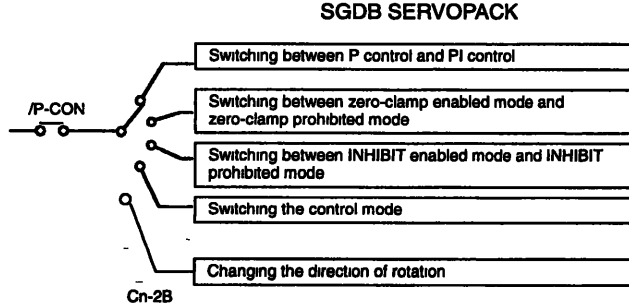 SGDB SERVOPACK
Switching between P control and PI control
/P-CON
Switching between zero-clamp enabled mode and
zero-clamp prohibited mode
Switching between INHIBIT enabled mode and INHIBIT
prohibited mode
Switching the control mode
Changing the direction of rotation
Cn-2B